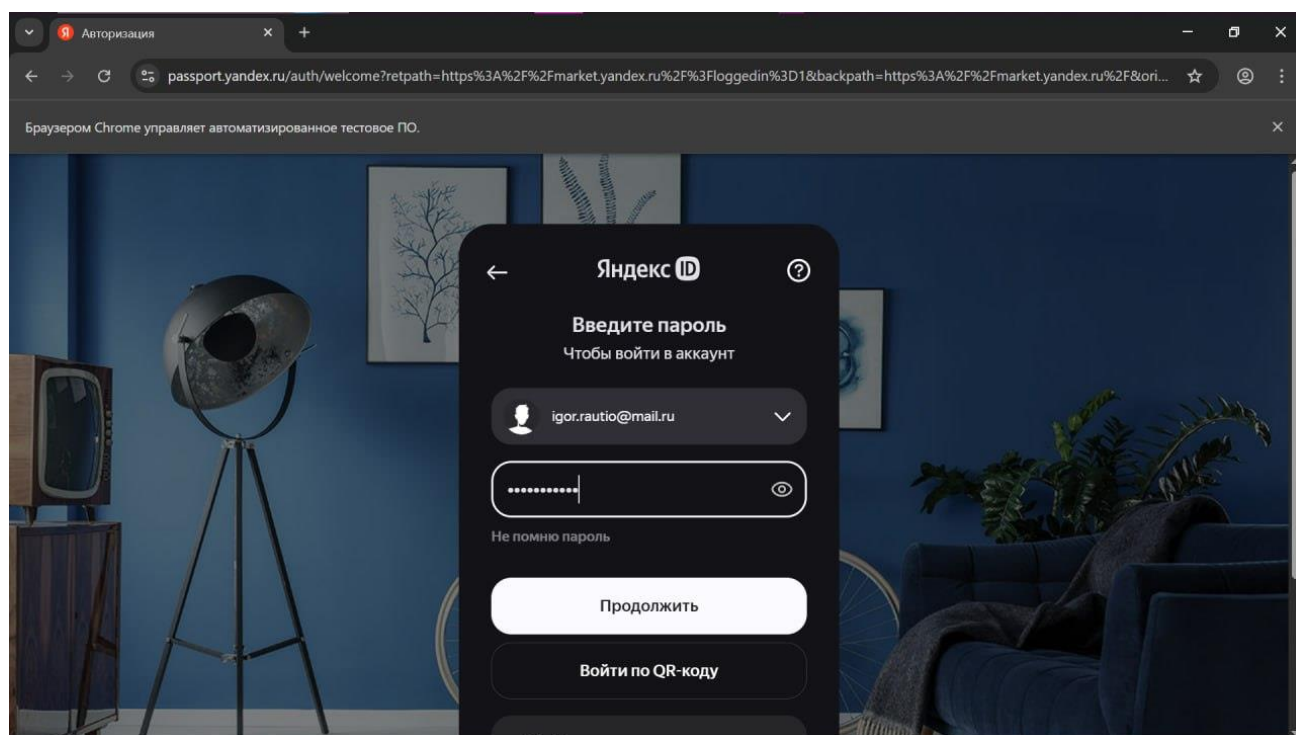 Авторизация
passport.yandex.ru/auth/welcome?retpath=https%3A%2F%2Fmarket.yandex.ru%2F%3Floggedin%3D1&backpath=https%3A%2F%2Fmarket.yandex.ru%2F&ori...
Браузером Chrome управляет автоматизированное тестовое ПО.
Яндекс ID
Введите пароль
Чтобы войти в аккаунт
igor.rautio@mail.ru
•••••••••••
Не помню пароль
Продолжить
Войти по QR-коду